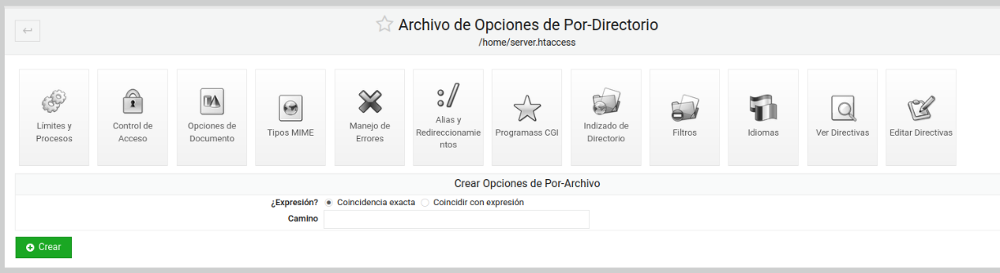 Archivo de Opciones de Por-Directorio
/home/server.htaccess
Límites y
Procesos
Control de
Acceso
Opciones de
Documento
Tipos MIME
Manejo de
Errores
Alias y
Redireccionamie
ntos
Programass CGI
Indizado de
Directorio
Filtros
Idiomas
Ver Directivas
Editar Directivas
Crear Opciones de Por-Archivo
¿Expresión? Coincidencia exacta Coincidir con expresión
Camino
Crear